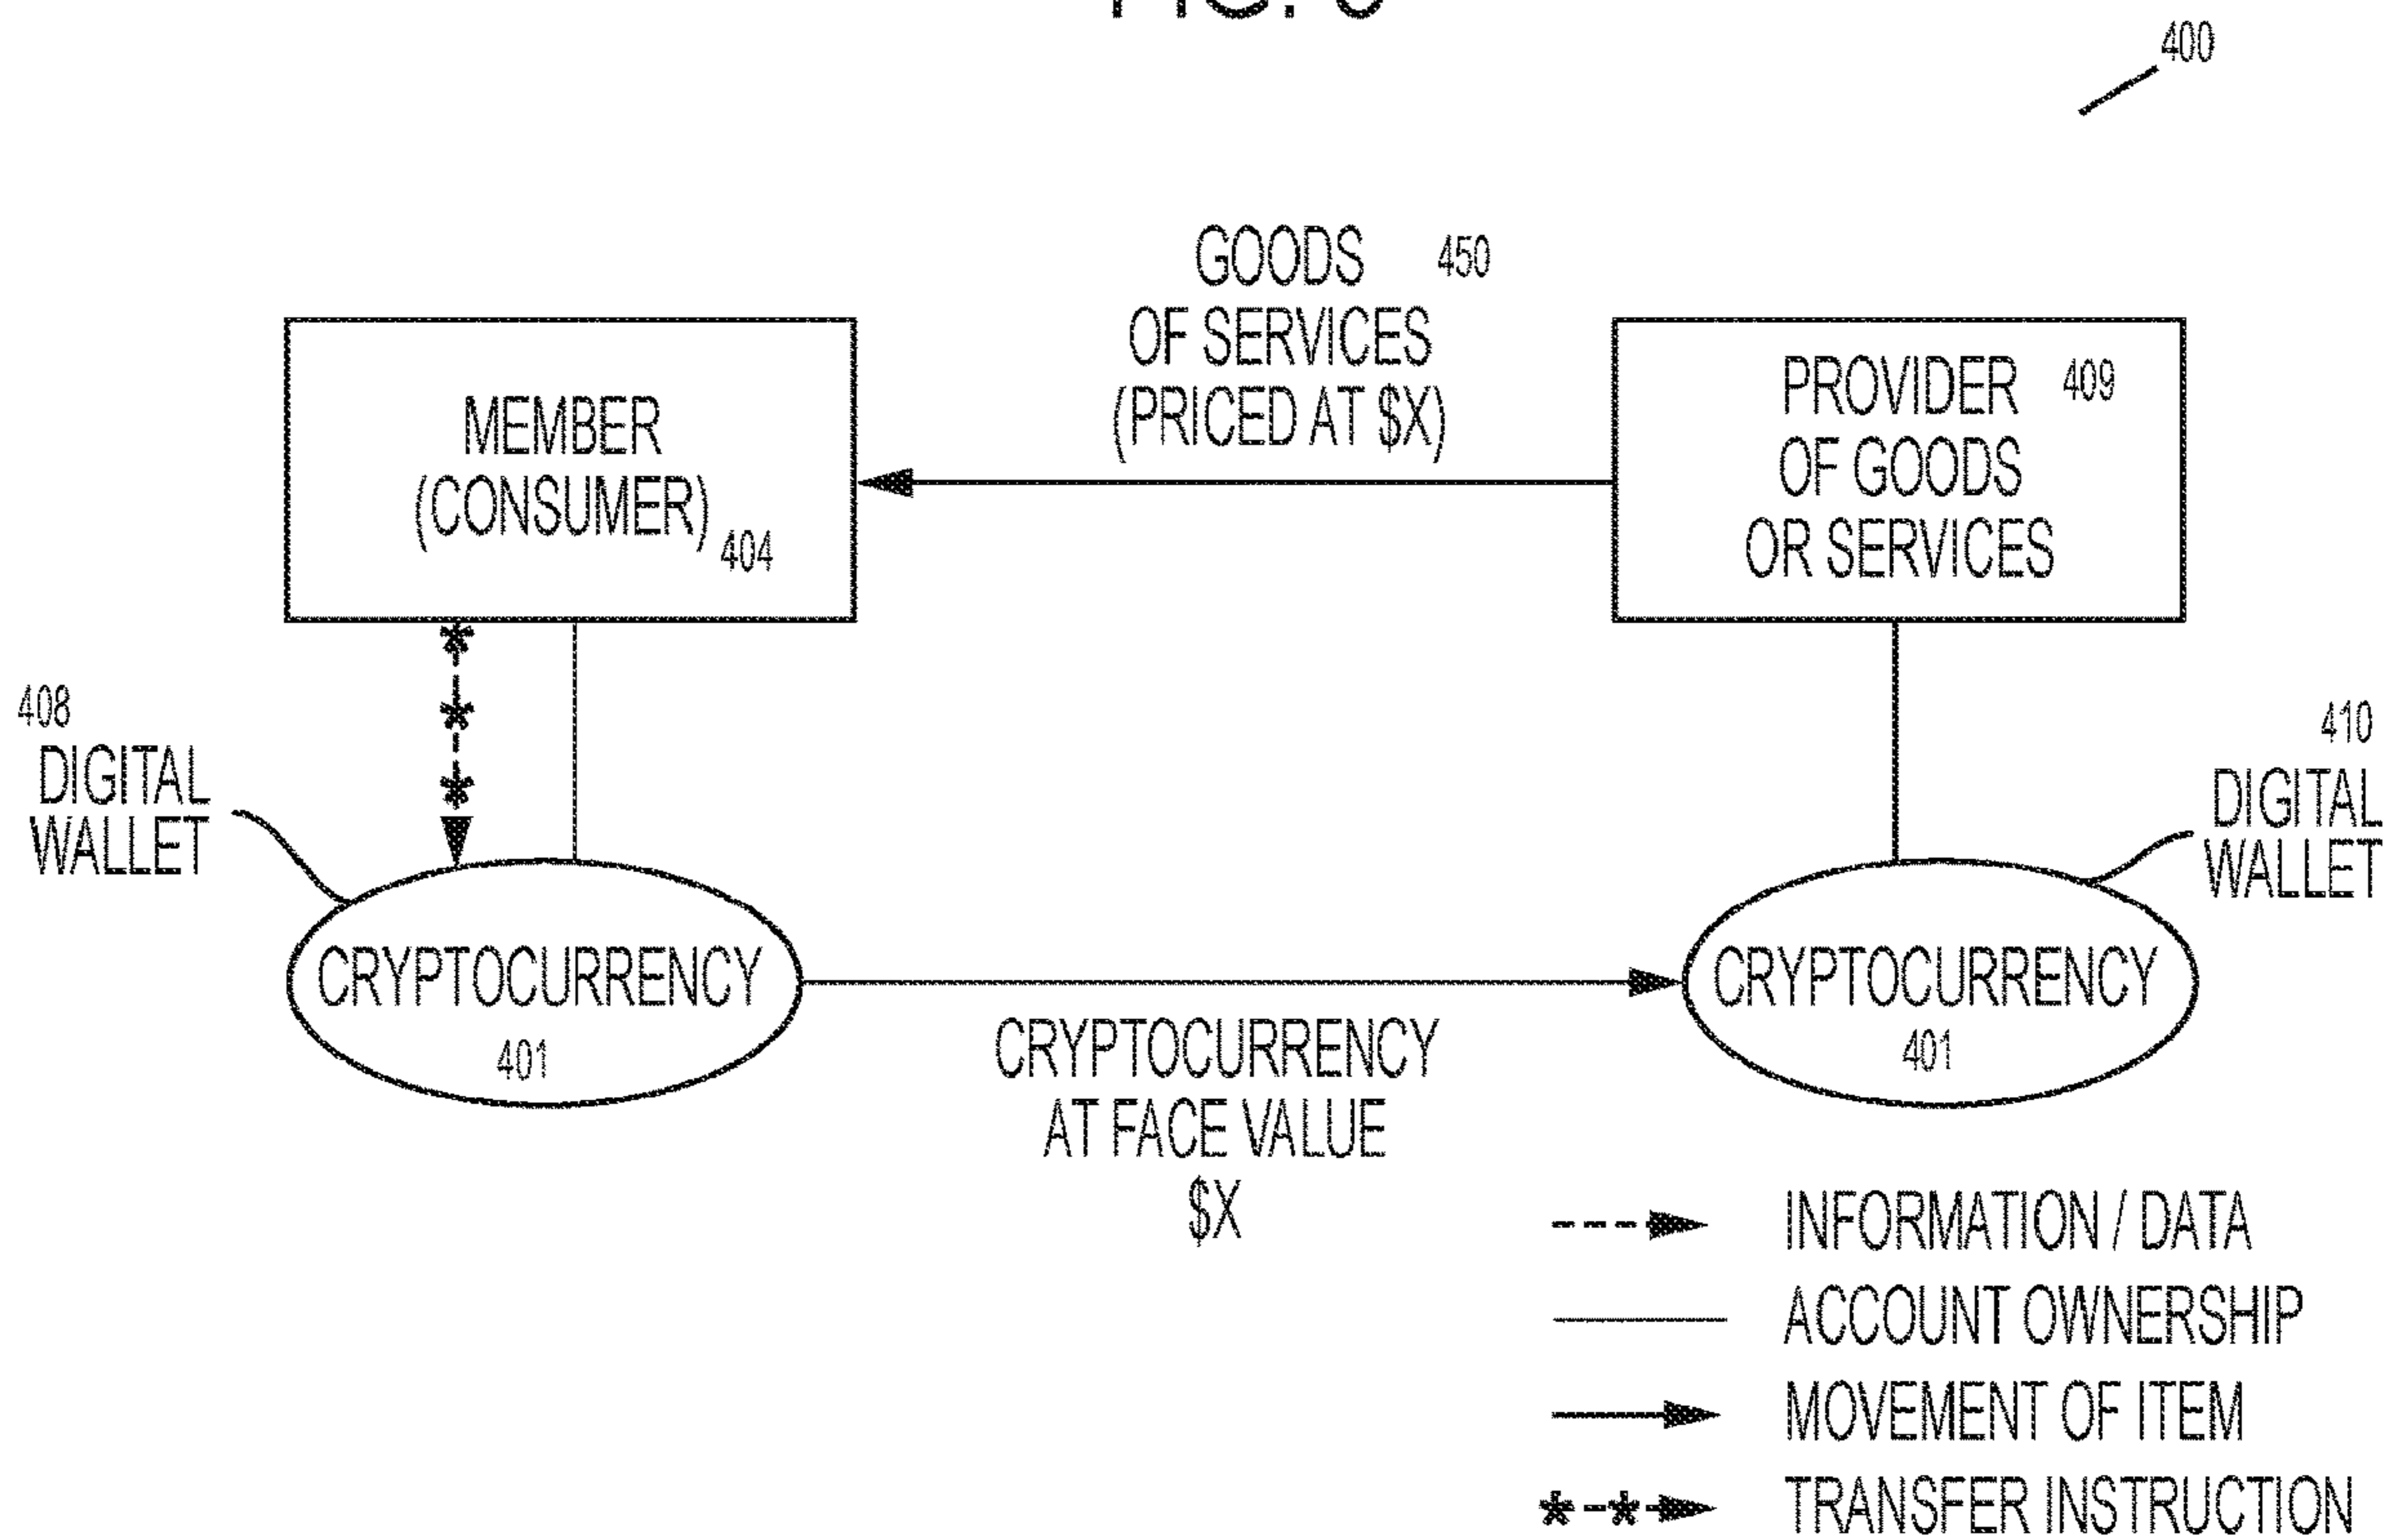 400
GOODS 450
OF SERVICES
(PRICED AT $X)
MEMBER
(CONSUMER) 404
PROVIDER 409
OF GOODS
OR SERVICES
408
DIGITAL
WALLET
410
DIGITAL
WALLET
CRYPTOCURRENCY
401
CRYPTOCURRENCY
AT FACE VALUE
$X
CRYPTOCURRENCY
401
INFORMATION / DATA
ACCOUNT OWNERSHIP
MOVEMENT OF ITEM
TRANSFER INSTRUCTION